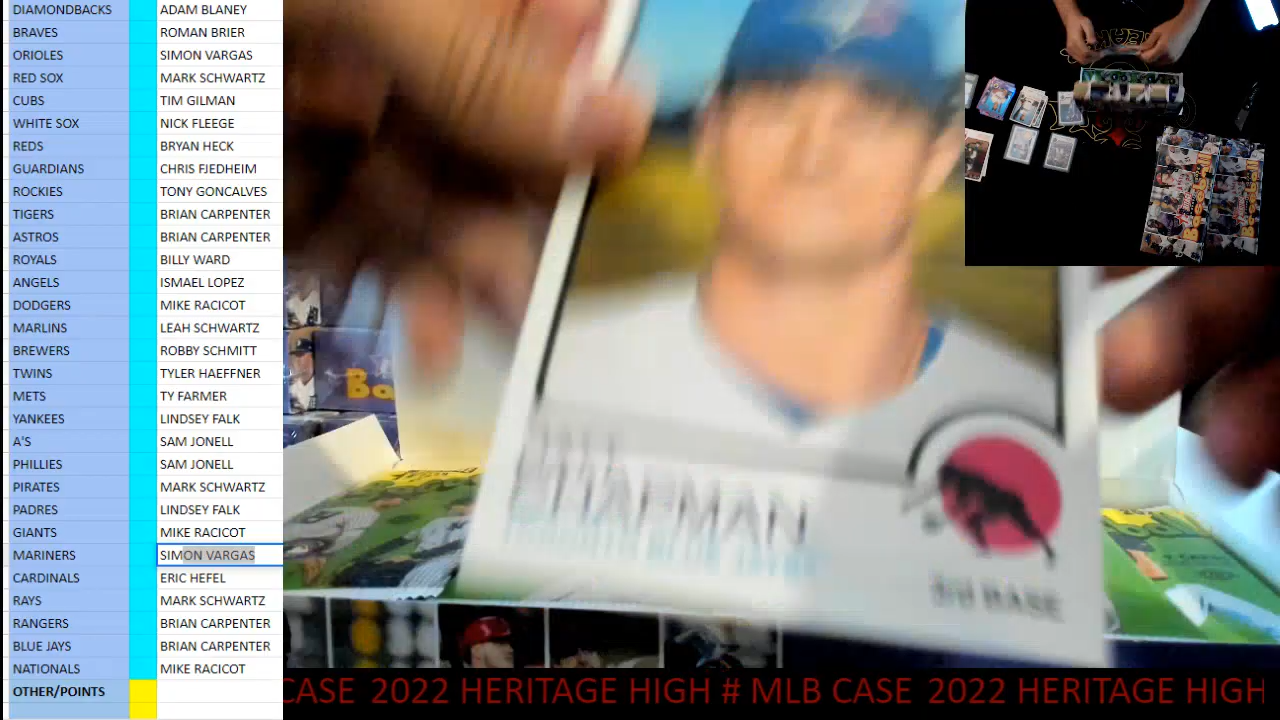 DIAMONDBACKS ADAM BLANEY
BRAVES ROMAN BRIER
ORIOLES SIMON VARGAS
RED SOX MARK SCHWARTZ
CUBS TIM GILMAN
WHITE SOX NICK FLEEGE
REDS BRYAN HECK
GUARDIANS CHRIS FJEDHEIM
ROCKIES TONY GONCALVES
TIGERS BRIAN CARPENTER
ASTROS BRIAN CARPENTER
ROYALS BILLY WARD
ANGELS ISMAEL LOPEZ
DODGERS MIKE RACICOT
MARLINS LEAH SCHWARTZ
BREWERS ROBBY SCHMITT
TWINS TYLER HAEFFNER
METS TY FARMER
YANKEES LINDSEY FALK
A'S SAM JONELL
PHILLIES SAM JONELL
PIRATES MARK SCHWARTZ
PADRES LINDSEY FALK
GIANTS MIKE RACICOT
MARINERS SIMON VARGAS
CARDINALS ERIC HEFEL
RAYS MARK SCHWARTZ
RANGERS BRIAN CARPENTER
BLUE JAYS BRIAN CARPENTER
NATIONALS MIKE RACICOT
OTHER/POINTS
CHAPMAN
3D BASE
CASE 2022 HERITAGE HIGH # MLB CASE 2022 HERITAGE HIGH